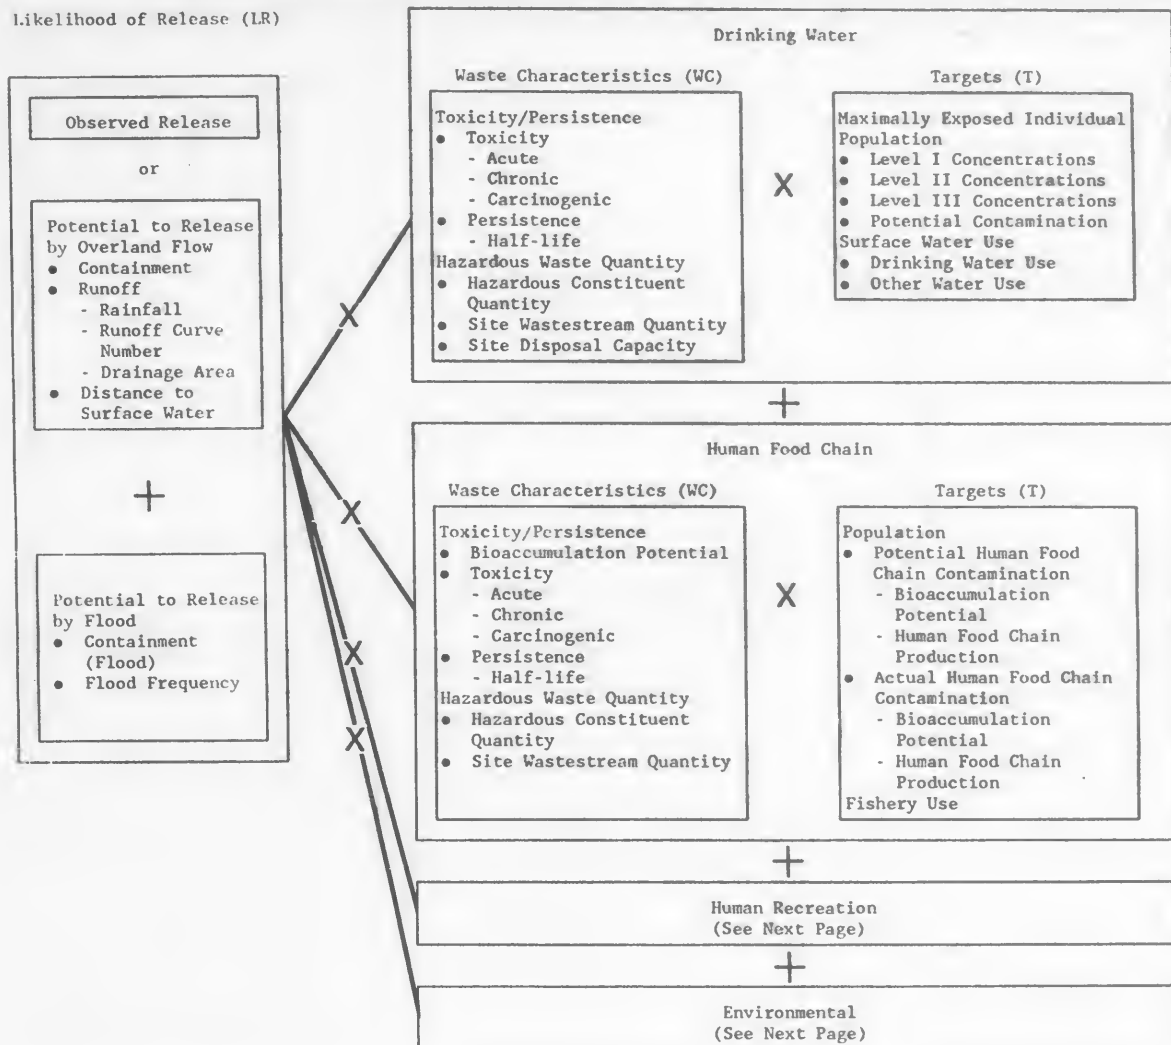 Likelihood of Release (LR)
Observed Release
or
Potential to Release
by Overland Flow
● Containment
● Runoff
- Rainfall
- Runoff Curve
Number
- Drainage Area
● Distance to
Surface Water
+
Potential to Release
by Flood
● Containment
(Flood)
● Flood Frequency
X
X
X
X
Drinking Water
Waste Characteristics (WC)
Toxicity/Persistence
● Toxicity
- Acute
- Chronic
- Carcinogenic
● Persistence
- Half-life
Hazardous Waste Quantity
● Hazardous Constituent
Quantity
● Site Wastestream Quantity
● Site Disposal Capacity
X
Targets (T)
Maximally Exposed Individual
Population
● Level I Concentrations
● Level II Concentrations
● Level III Concentrations
● Potential Contamination
Surface Water Use
● Drinking Water Use
● Other Water Use
+
Human Food Chain
Waste Characteristics (WC)
Toxicity/Persistence
● Bioaccumulation Potential
● Toxicity
- Acute
- Chronic
- Carcinogenic
● Persistence
- Half-life
Hazardous Waste Quantity
● Hazardous Constituent
Quantity
● Site Wastestream Quantity
X
Targets (T)
Population
● Potential Human Food
Chain Contamination
- Bioaccumulation
Potential
- Human Food Chain
Production
● Actual Human Food Chain
Contamination
- Bioaccumulation
Potential
- Human Food Chain
Production
Fishery Use
+
Human Recreation
(See Next Page)
+
Environmental
(See Next Page)